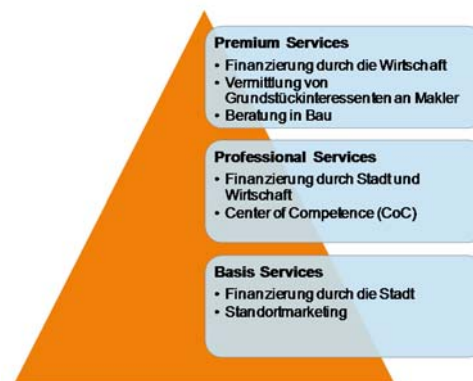 Premium Services
• Finanzierung durch die Wirtschaft
• Vermittlung von
Grundstückinteressenten an Makler
• Beratung in Bau
Professional Services
• Finanzierung durch Stadt und
Wirtschaft
• Center of Competence (CoC)
Basis Services
• Finanzierung durch die Stadt
• Standortmarketing